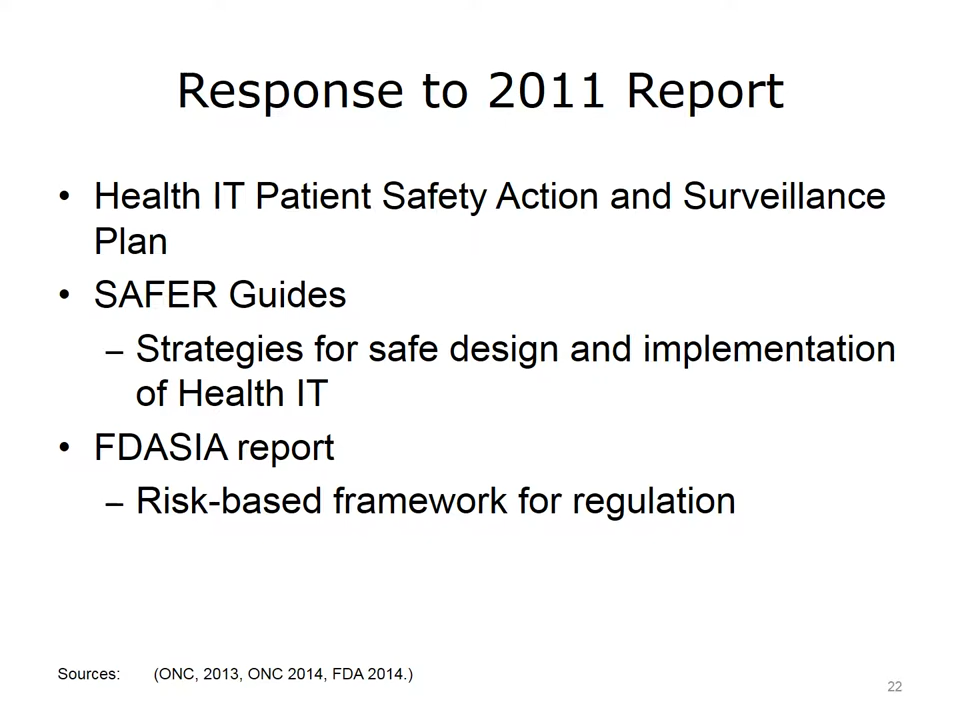 Response to 2011 Report
• Health IT Patient Safety Action and Surveillance
Plan
• SAFER Guides
– Strategies for safe design and implementation
of Health IT
• FDASIA report
– Risk-based framework for regulation
Sources: (ONC, 2013, ONC 2014, FDA 2014.)
22